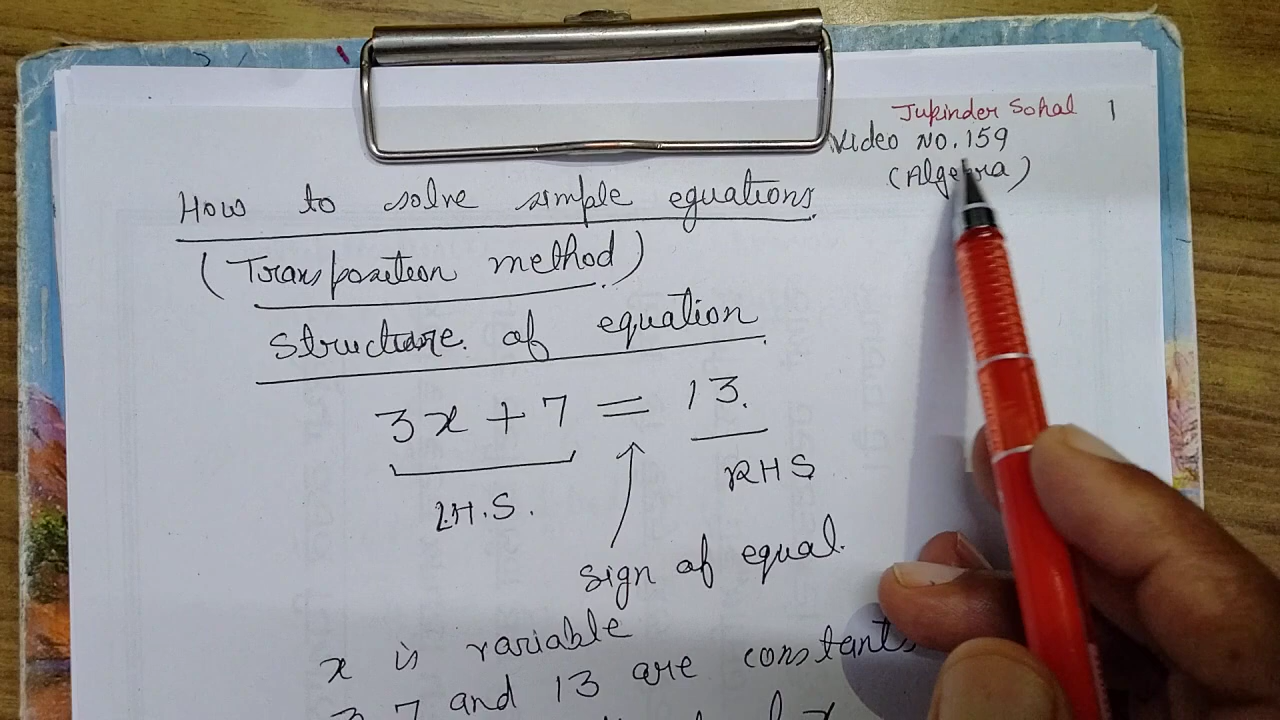 Jupinder Sohal 1
Video No. 159
(Algebra)
How to solve simple equations.
(Transposition method).
structure of equation.
3x + 7 = 13.
L.H.S. RHS
sign of equal.
x is variable
3, 7 and 13 are constants
x